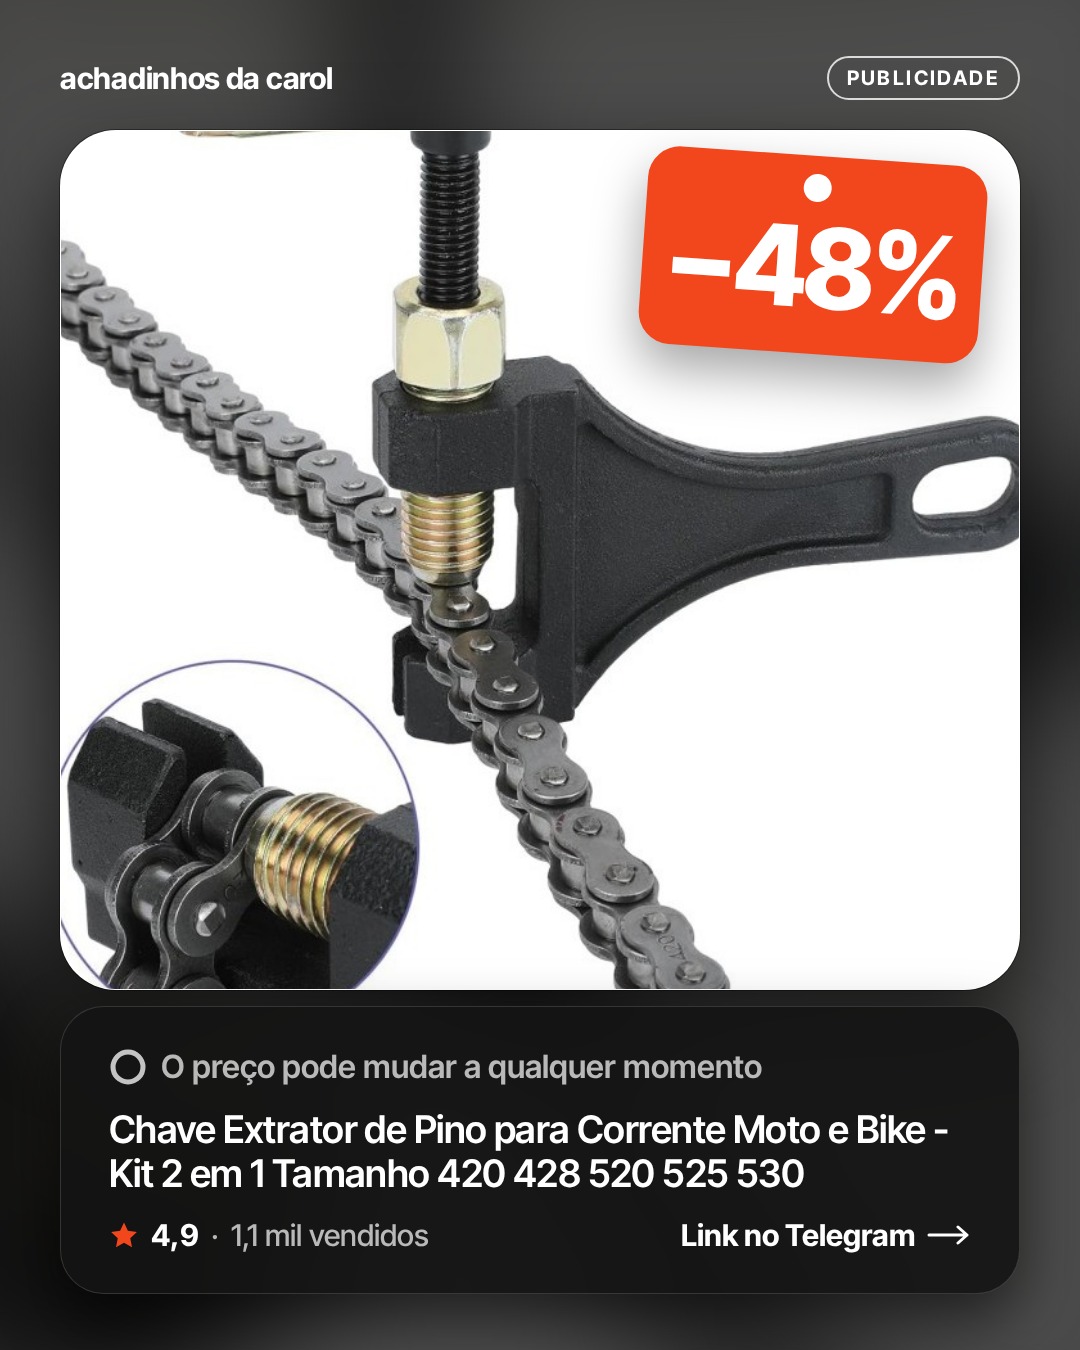 achadinhos da carol
PUBLICIDADE
–48%
O preço pode mudar a qualquer momento
Chave Extrator de Pino para Corrente Moto e Bike -
Kit 2 em 1 Tamanho 420 428 520 525 530
4,9 · 1,1 mil vendidos
Link no Telegram →
420